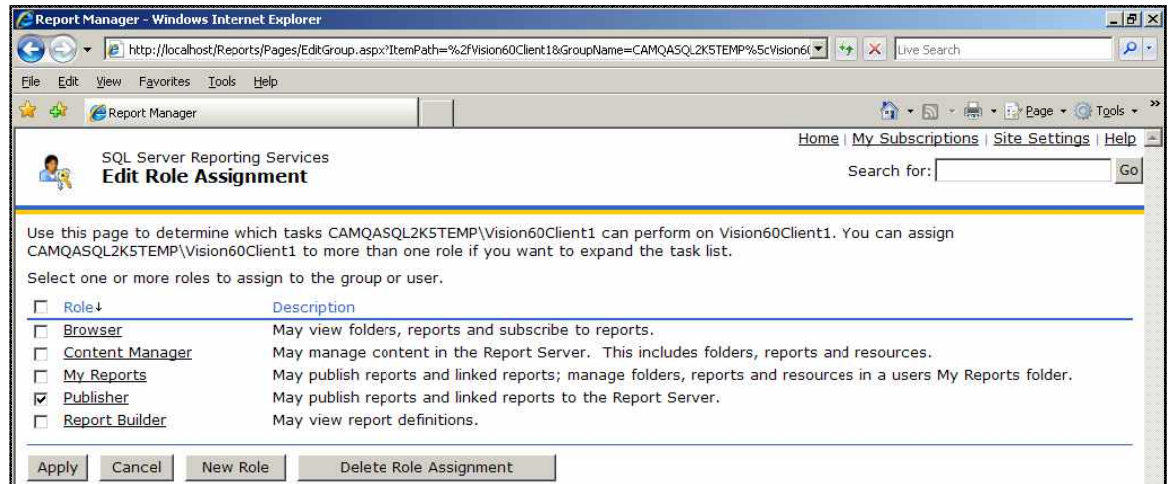 Report Manager - Windows Internet Explorer
http://localhost/Reports/Pages/EditGroup.aspx?ItemPath=%2fVision60Client1&GroupName=CAMQASQL2K5TEMP%5cVision6( Live Search
File Edit View Favorites Tools Help
Report Manager Page Tools »
Home | My Subscriptions | Site Settings | Help
SQL Server Reporting Services
Edit Role Assignment
Search for: Go
Use this page to determine which tasks CAMQASQL2K5TEMP\Vision60Client1 can perform on Vision60Client1. You can assign
CAMQASQL2K5TEMP\Vision60Client1 to more than one role if you want to expand the task list.
Select one or more roles to assign to the group or user.
Role↓ Description
Browser May view folders, reports and subscribe to reports.
Content Manager May manage content in the Report Server. This includes folders, reports and resources.
My Reports May publish reports and linked reports; manage folders, reports and resources in a users My Reports folder.
Publisher May publish reports and linked reports to the Report Server.
Report Builder May view report definitions.
Apply Cancel New Role Delete Role Assignment